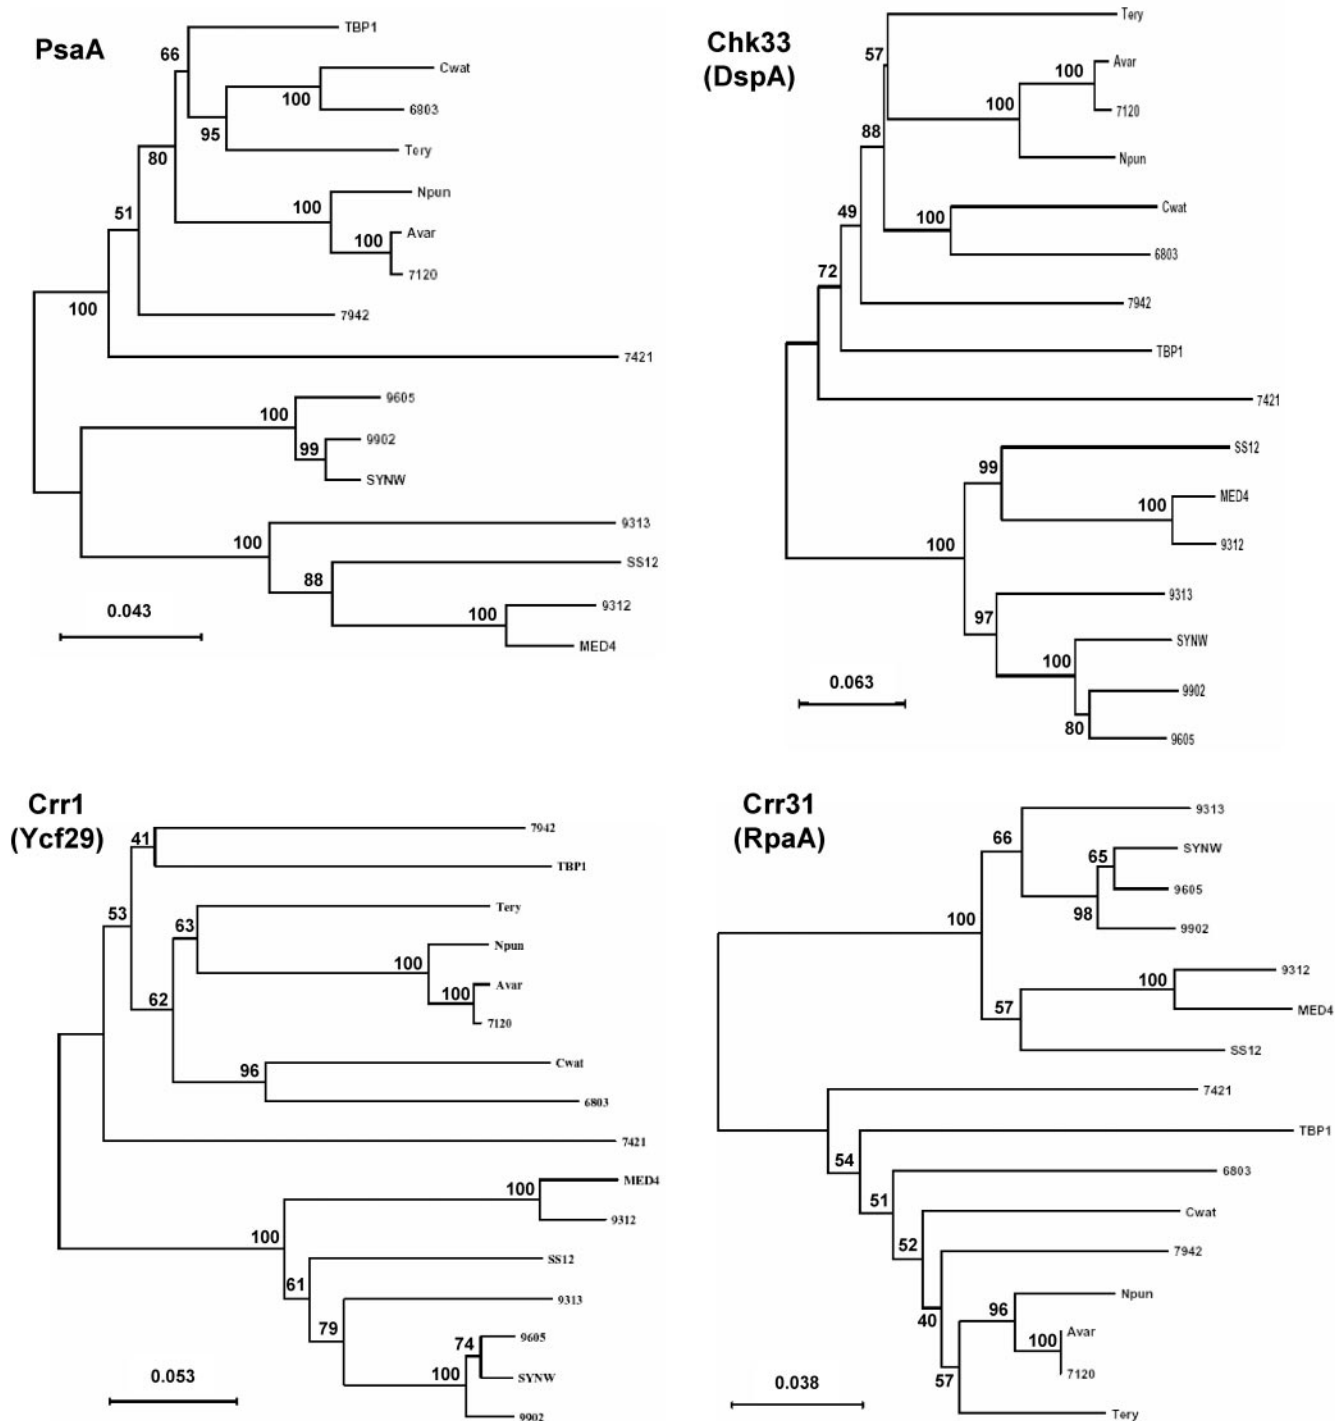 PsaA
66
TBP1
Cwat
100
6803
95
Tery
80
Npun
100
51
Avar
100
7120
100
7942
7421
9605
100
9902
99
SYNW
9313
100
SS12
88
9312
100
MED4
0.043
Chk33
(DspA)
Tery
57
Avar
100
100
7120
88
Npun
Cwat
49
100
6803
72
7942
TBP1
7421
SS12
99
MED4
100
9312
100
9313
97
SYNW
100
9902
80
9605
0.063
Crr1
(Ycf29)
7942
41
TBP1
Tery
53
63
Npun
100
Avar
100
62
7120
Cwat
96
6803
7421
MED4
100
9312
100
SS12
61
9313
79
9605
74
SYNW
100
9902
0.053
Crr31
(RpaA)
9313
66
SYNW
65
9605
100
98
9902
9312
100
MED4
57
SS12
7421
TBP1
54
6803
51
Cwat
52
7942
Npun
96
40
Avar
100
7120
57
Tery
0.038